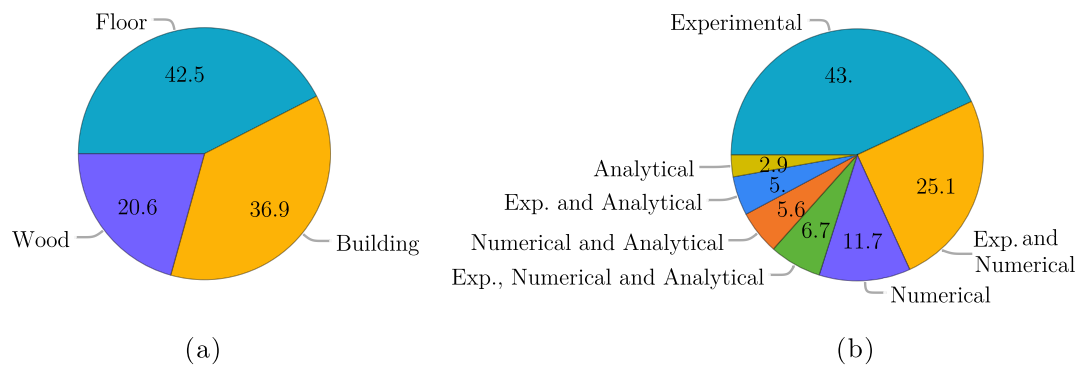 Floor
42.5
20.6
36.9
Wood
Building
(a)
Experimental
43.
Analytical
2.9
Exp. and Analytical
5.
25.1
5.6
Numerical and Analytical
6.7
11.7
Exp. and
Numerical
Exp., Numerical and Analytical
Numerical
(b)